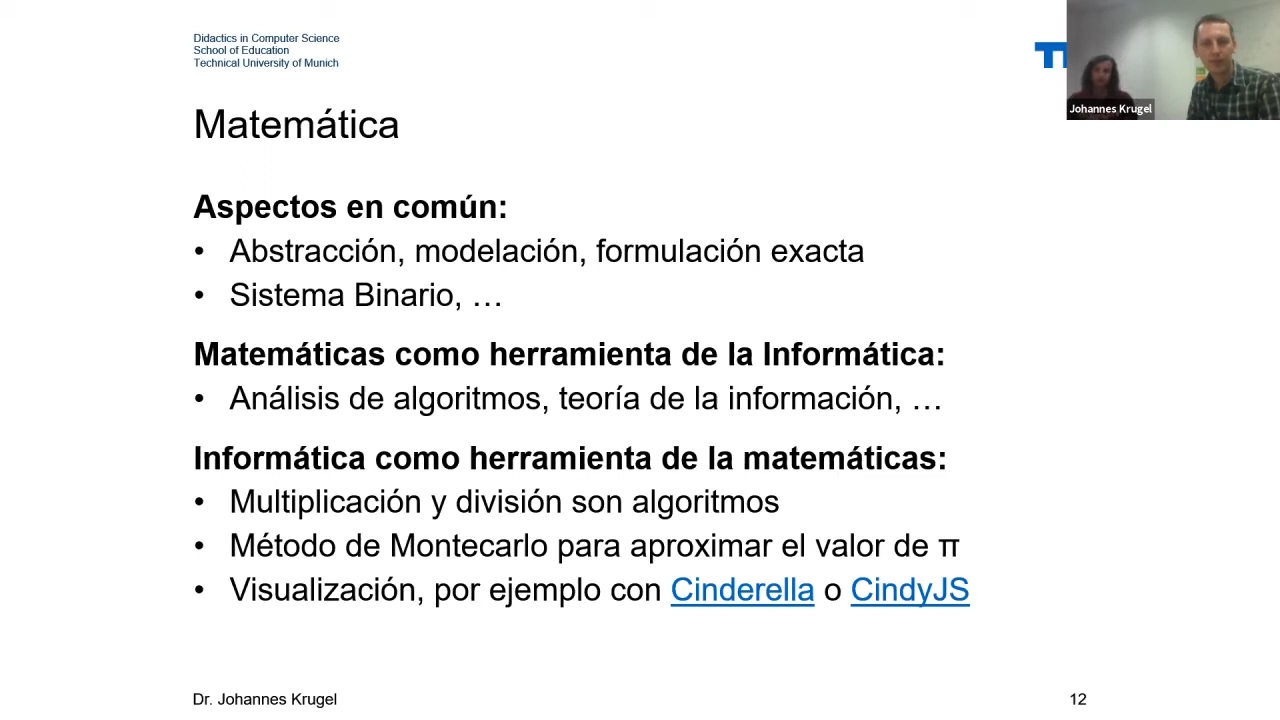 Didactics in Computer Science
School of Education
Technical University of Munich
Johannes Krugel
Matemática
Aspectos en común:
• Abstracción, modelación, formulación exacta
• Sistema Binario, …
Matemáticas como herramienta de la Informática:
• Análisis de algoritmos, teoría de la información, …
Informática como herramienta de la matemáticas:
• Multiplicación y división son algoritmos
• Método de Montecarlo para aproximar el valor de π
• Visualización, por ejemplo con Cinderella o CindyJS
Dr. Johannes Krugel
12